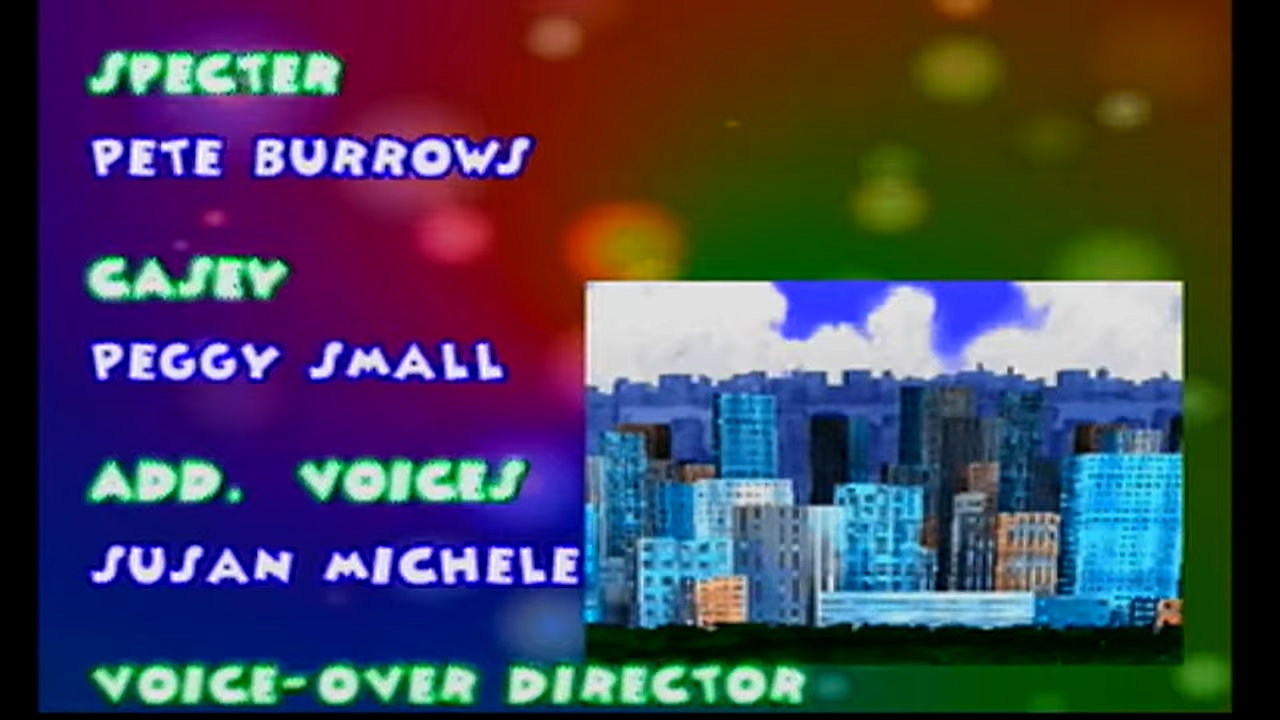 SPECTER
PETE BURROWS
CASEY
PEGGY SMALL
ADD. VOICES
SUSAN MICHELE
VOICE-OVER DIRECTOR